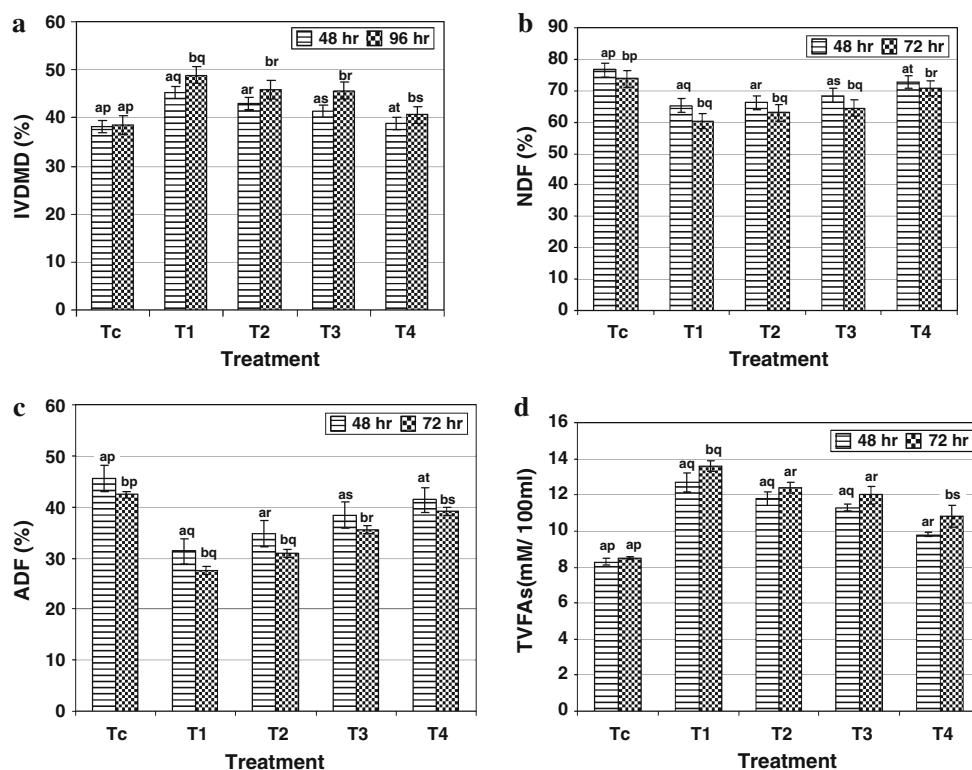 a
60
50
40
30
20
10
0
IVDMD (%)
48 hr 96 hr
ap ap aq bq ar br as br at bs
Tc T1 T2 T3 T4
Treatment
b
90
80
70
60
50
40
30
20
10
0
NDF (%)
48 hr 72 hr
ap bp aq bq ar bq as bq at br
Tc T1 T2 T3 T4
Treatment
c
60
50
40
30
20
10
0
ADF (%)
48 hr 72 hr
ap bp aq bq ar bq as br at bs
Tc T1 T2 T3 T4
Treatment
d
16
14
12
10
8
6
4
2
0
TVFAs(mM/ 100ml)
48 hr 72 hr
ap ap aq bq aq ar aq ar ar bs
Tc T1 T2 T3 T4
Treatment